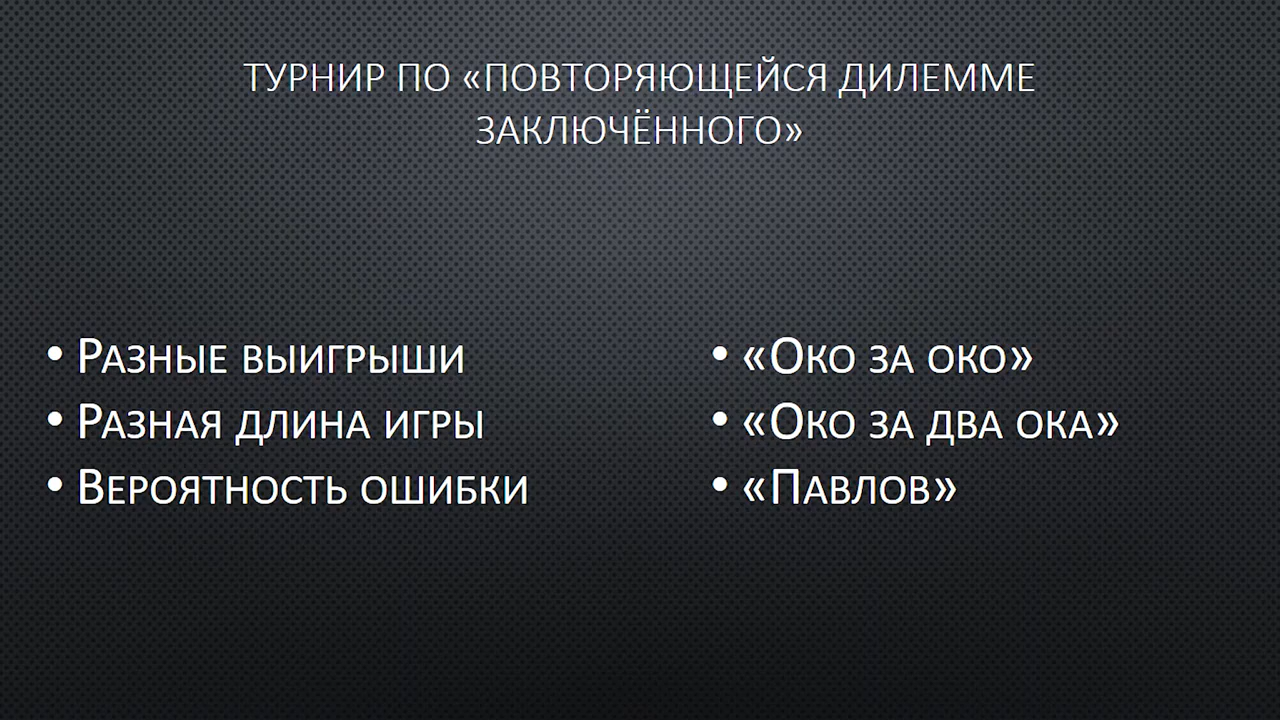 ТУРНИР ПО «ПОВТОРЯЮЩЕЙСЯ ДИЛЕММЕ
ЗАКЛЮЧЁННОГО»
• РАЗНЫЕ ВЫИГРЫШИ
• РАЗНАЯ ДЛИНА ИГРЫ
• ВЕРОЯТНОСТЬ ОШИБКИ
• «ОКО ЗА ОКО»
• «ОКО ЗА ДВА ОКА»
• «ПАВЛОВ»